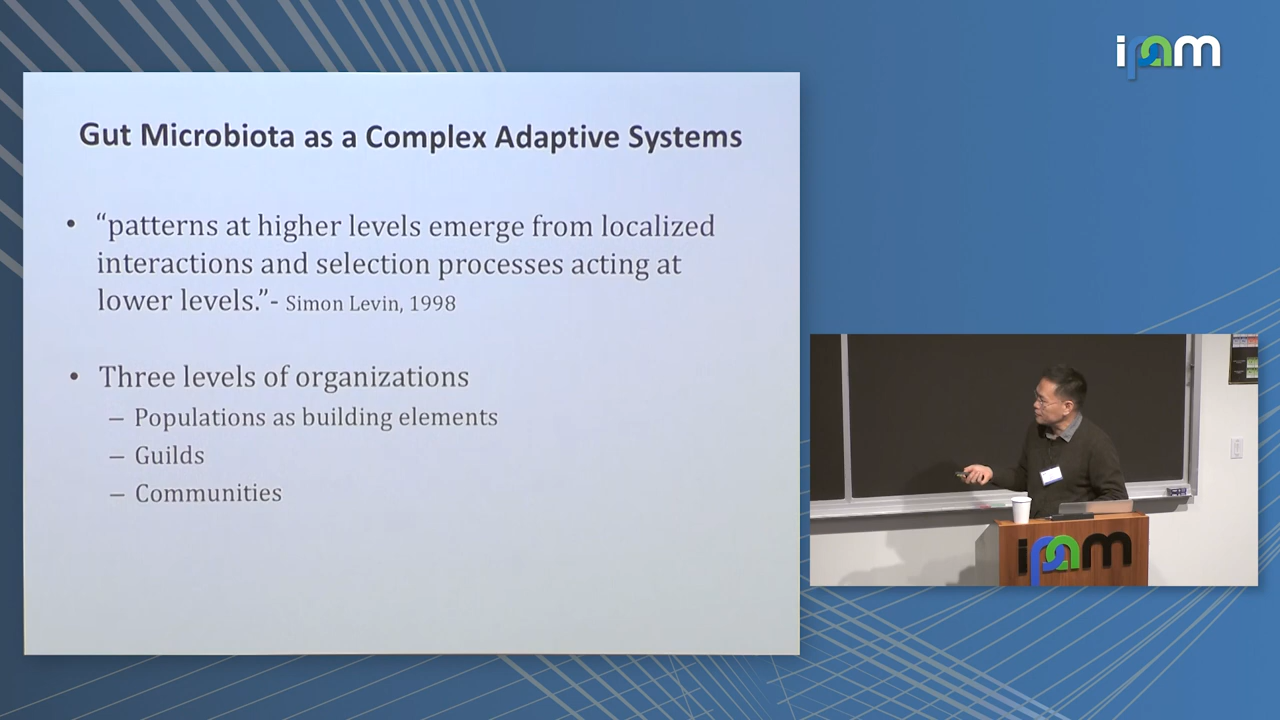 ipam
Gut Microbiota as a Complex Adaptive Systems
• “patterns at higher levels emerge from localized
interactions and selection processes acting at
lower levels.”- Simon Levin, 1998
• Three levels of organizations
– Populations as building elements
– Guilds
– Communities
ipam